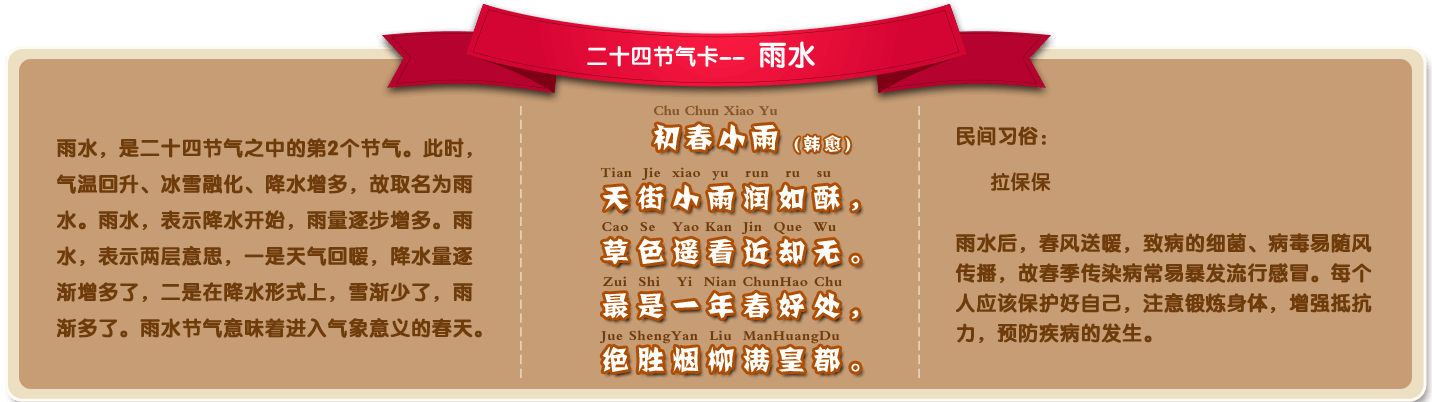 二十四节气卡-- 雨水
雨水，是二十四节气之中的第2个节气。此时，
气温回升、冰雪融化、降水增多，故取名为雨
水。雨水，表示降水开始，雨量逐步增多。雨
水，表示两层意思，一是天气回暖，降水量逐
渐增多了，二是在降水形式上，雪渐少了，雨
渐多了。雨水节气意味着进入气象意义的春天。
Chu Chun Xiao Yu
初春小雨（韩愈）
Tian Jie xiao yu run ru su
天街小雨润如酥，
Cao Se Yao Kan Jin Que Wu
草色遥看近却无。
Zui Shi Yi Nian ChunHao Chu
最是一年春好处，
Jue ShengYan Liu ManHuangDu
绝胜烟柳满皇都。
民间习俗：
拉保保
雨水后，春风送暖，致病的细菌、病毒易随风
传播，故春季传染病常易暴发流行感冒。每个
人应该保护好自己，注意锻炼身体，增强抵抗
力，预防疾病的发生。